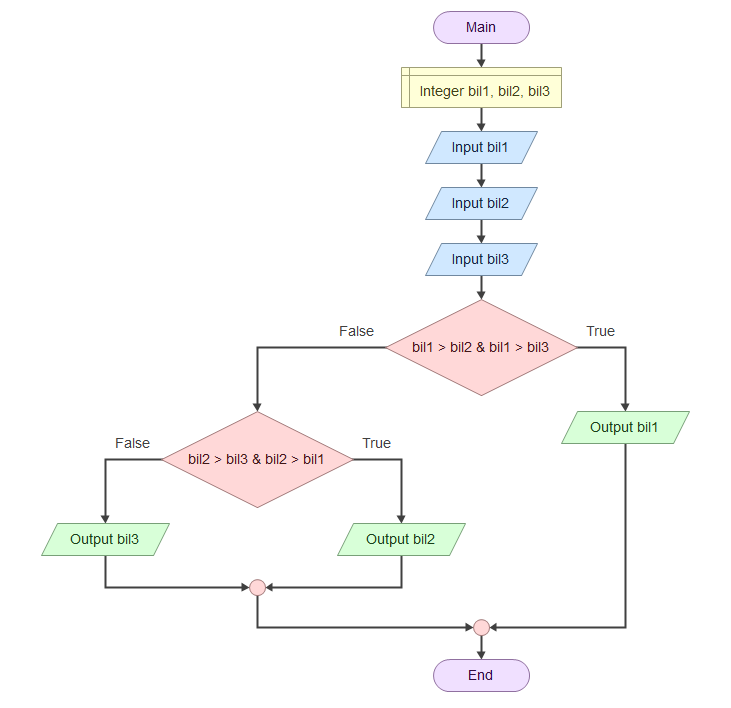 Main
Integer bil1, bil2, bil3
Input bil1
Input bil2
Input bil3
False
True
bil1 > bil2 & bil1 > bil3
Output bil1
False
True
bil2 > bil3 & bil2 > bil1
Output bil3
Output bil2
End